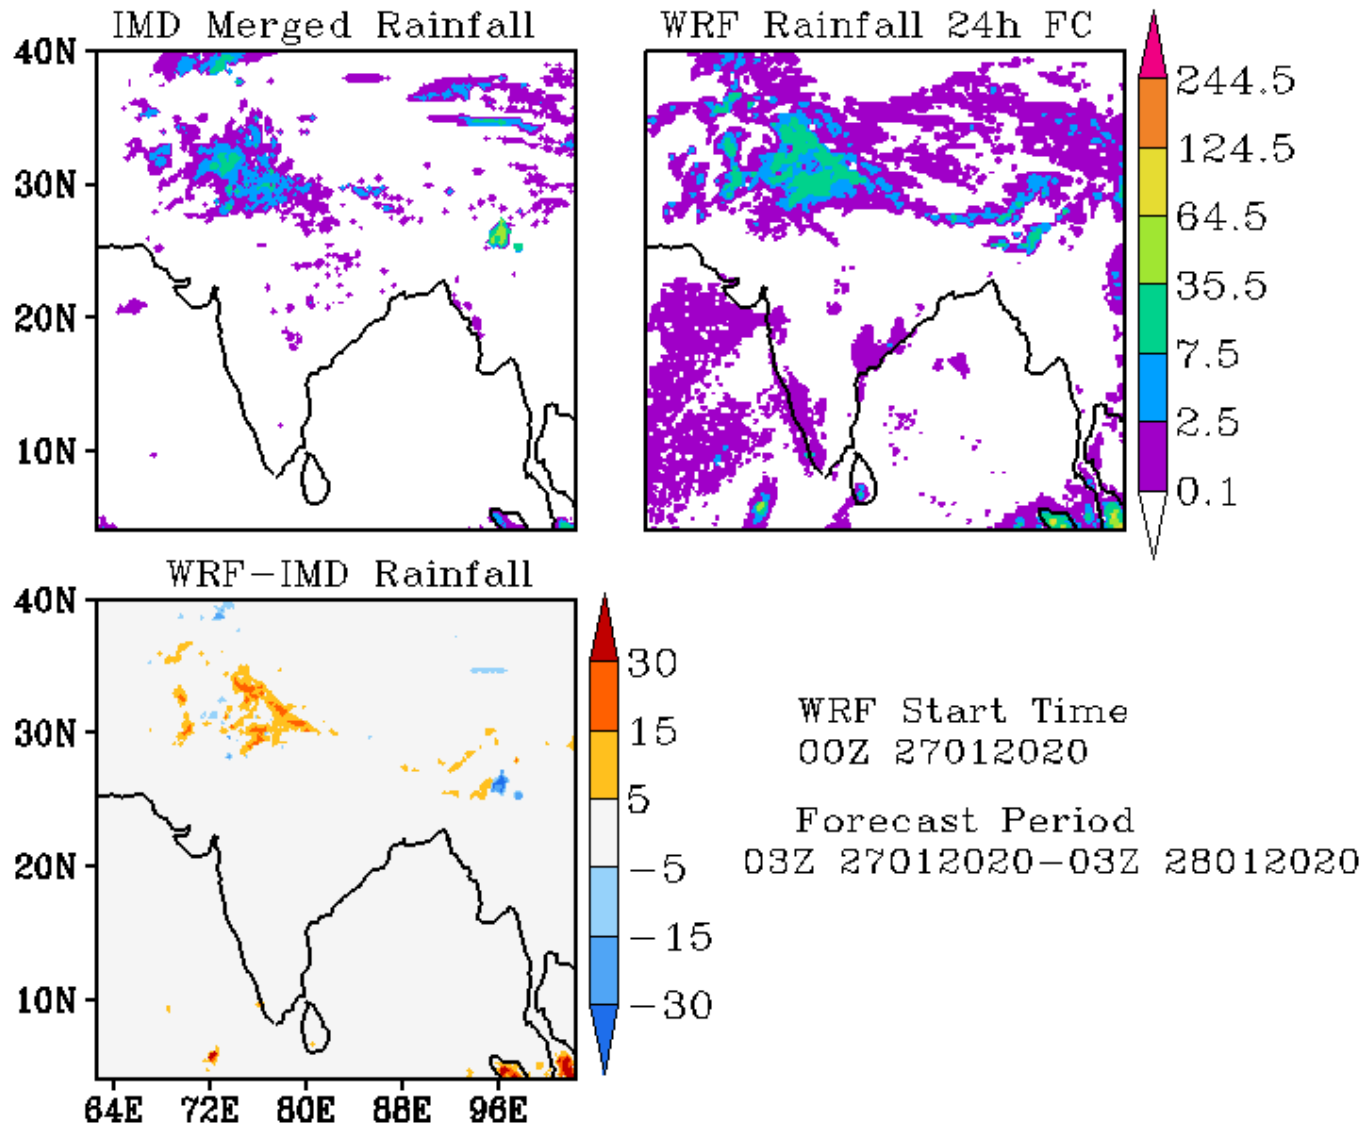 IMD Merged Rainfall
WRF Rainfall 24h FC
40N
30N
20N
10N
244.5
124.5
64.5
35.5
7.5
2.5
0.1
WRF-IMD Rainfall
40N
30N
20N
10N
64E 72E 80E 88E 96E
30
15
5
-5
-15
-30
WRF Start Time
00Z 27012020
Forecast Period
03Z 27012020-03Z 28012020